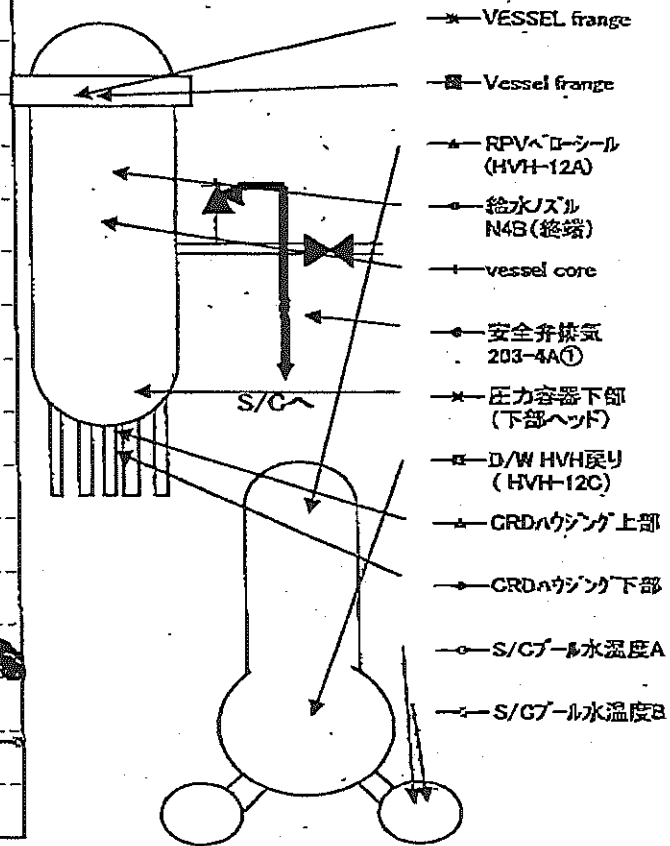 VESSEL frange
Vessel frange
RPVベローシール
(HVH-12A)
給水ノズル
N4B(終端)
vessel core
安全弁排気
203-4A①
圧力容器下部
(下部ヘッド)
D/W HVH戻り
(HVH-12C)
CRDハウジング上部
CRDハウジング下部
S/Cプール水温度A
S/Cプール水温度B
S/Cへ